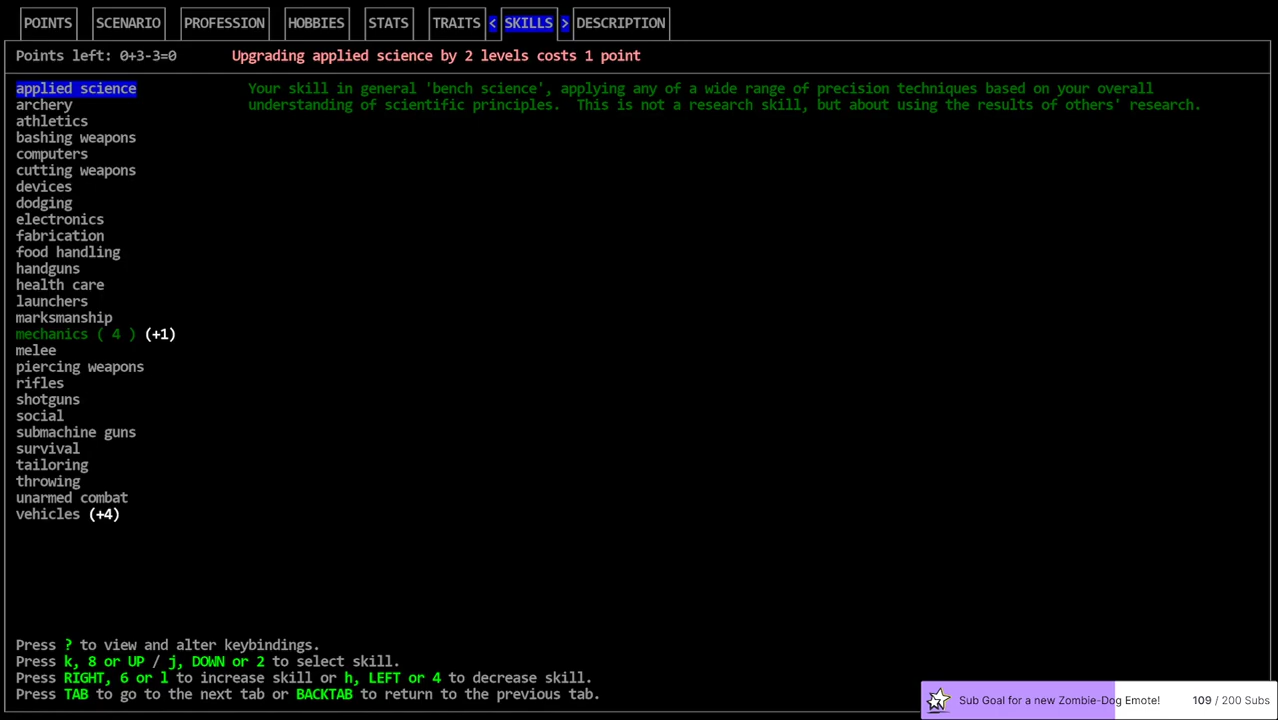 POINTS SCENARIO PROFESSION HOBBIES STATS TRAITS < SKILLS > DESCRIPTION
Points left: 0+3-3=0 Upgrading applied science by 2 levels costs 1 point
applied science Your skill in general 'bench science', applying any of a wide range of precision techniques based on your overall
archery understanding of scientific principles. This is not a research skill, but about using the results of others' research.
athletics
bashing weapons
computers
cutting weapons
devices
dodging
electronics
fabrication
food handling
handguns
health care
launchers
marksmanship
mechanics ( 4 ) (+1)
melee
piercing weapons
rifles
shotguns
social
submachine guns
survival
tailoring
throwing
unarmed combat
vehicles (+4)
Press ? to view and alter keybindings.
Press k, 8 or UP / j, DOWN or 2 to select skill.
Press RIGHT, 6 or l to increase skill or h, LEFT or 4 to decrease skill.
Press TAB to go to the next tab or BACKTAB to return to the previous tab.
Sub Goal for a new Zombie-Dog Emote! 109 / 200 Subs